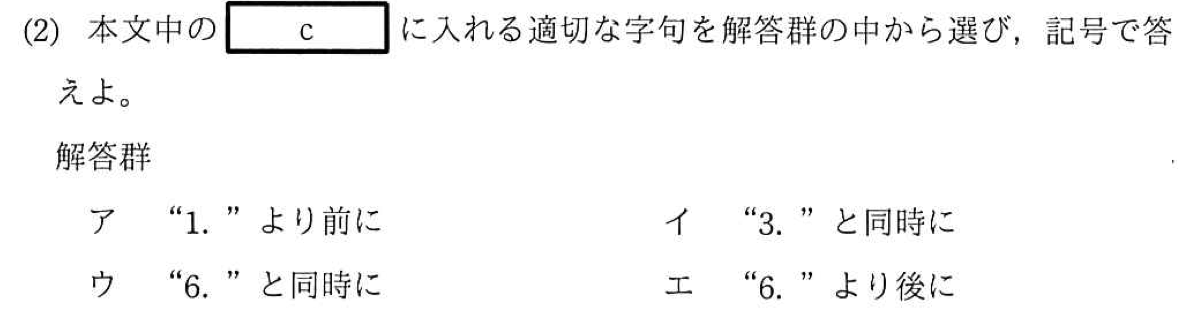 (2) 本文中の c に入れる適切な字句を解答群の中から選び，記号で答
えよ。
解答群
ア “1. ” より前に イ “3. ” と同時に
ウ “6. ” と同時に エ “6. ” より後に